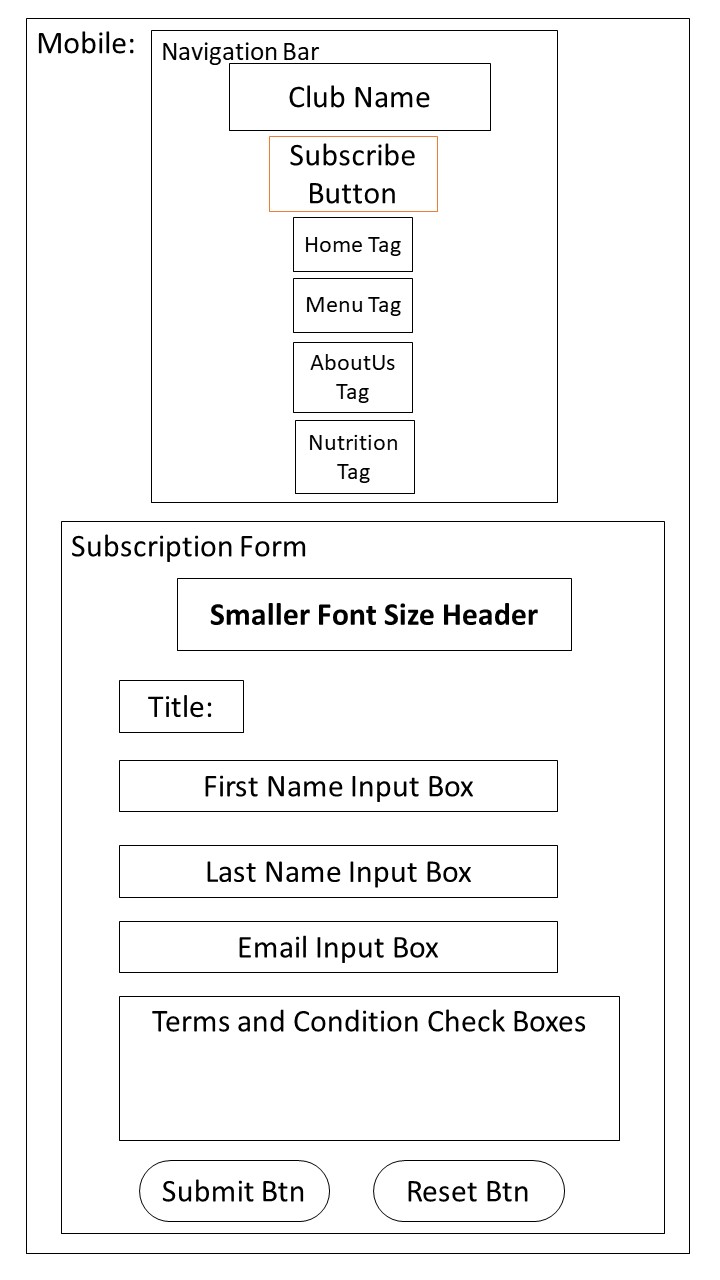 Mobile:
Navigation Bar
Club Name
Subscribe
Button
Home Tag
Menu Tag
AboutUs
Tag
Nutrition
Tag
Subscription Form
Smaller Font Size Header
Title:
First Name Input Box
Last Name Input Box
Email Input Box
Terms and Condition Check Boxes
Submit Btn
Reset Btn